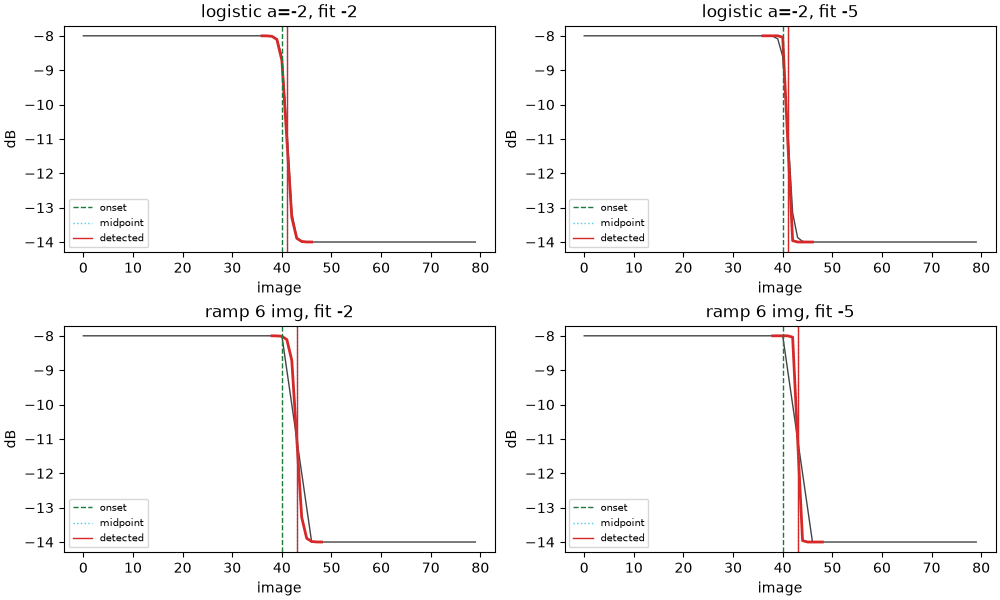 logistic a=-2, fit -2
−8
−9
−10
−11
−12
−13
−14
dB
onset
midpoint
detected
0 10 20 30 40 50 60 70 80
image
logistic a=-2, fit -5
−8
−9
−10
−11
−12
−13
−14
dB
onset
midpoint
detected
0 10 20 30 40 50 60 70 80
image
ramp 6 img, fit -2
−8
−9
−10
−11
−12
−13
−14
dB
onset
midpoint
detected
0 10 20 30 40 50 60 70 80
image
ramp 6 img, fit -5
−8
−9
−10
−11
−12
−13
−14
dB
onset
midpoint
detected
0 10 20 30 40 50 60 70 80
image